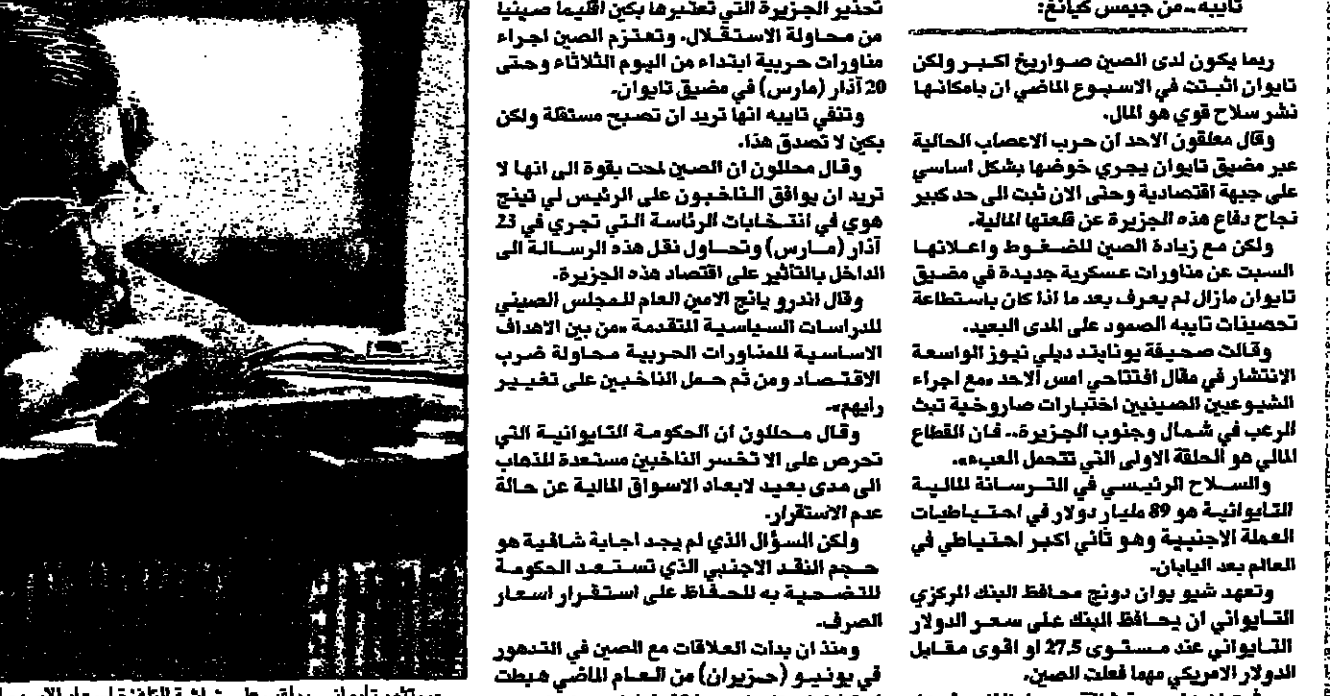 تايبه -من جيمس كيانغ:
ربما يكون لدى الصين صواريخ اكبر ولكن
تايوان اثبتت في الاسبوع الماضي ان بامكانها
نشر سلاح قوي هو المال.
وقال معلقون الاحد ان حرب الاعصاب الحالية
عبر مضيق تايوان يجري خوضها بشكل اساسي
على جبهة اقتصادية وحتى الان ثبت الى حد كبير
نجاح دفاع هذه الجزيرة عن قلعتها المالية.
ولكن مع زيادة الصين للضغوط واعلانها
السبت عن مناورات عسكرية جديدة في مضيق
تايوان مازال لم يعرف بعد ما اذا كان باستطاعة
تحصينات تايبه الصمود على المدى البعيد.
وقالت صحيفة يونايتد ديلي نيوز الواسعة
الانتشار في مقال افتتاحي امس الاحد «مع اجراء
الشيوعيين الصينيين اختبارات صاروخية تبث
الرعب في شمال وجنوب الجزيرة.. فان القطاع
المالي هو الحلقة الاولى التي تتحمل العبء».
والسلاح الرئيسي في الترسانة المالية
التايوانية هو 89 مليار دولار في احتياطيات
العملة الاجنبية وهو ثاني اكبر احتياطي في
العالم بعد اليابان.
وتعهد شيو يوان دونج محافظ البنك المركزي
التايواني ان يحافظ البنك على سعر الدولار
التايواني عند مستوى 27.5 او اقوى مقابل
الدولار الامريكي مهما فعلت الصين.
تحذير الجزيرة التي تعتبرها بكين اقليما صينيا
من محاولة الاستقلال. وتعتزم الصين اجراء
مناورات حربية ابتداء من اليوم الثلاثاء وحتى
20 آذار (مارس) في مضيق تايوان.
وتنفي تايبه انها تريد ان تصبح مستقلة ولكن
بكين لا تصدق هذا.
وقال محللون ان الصين لمحت بقوة الى انها لا
تريد ان يوافق الناخبون على الرئيس لي تينج
هوي في انتخابات الرئاسة التي تجري في 23
آذار (مارس) وتحاول نقل هذه الرسالة الى
الداخل بالتأثير على اقتصاد هذه الجزيرة.
وقال اندرو يانج الامين العام للمجلس الصيني
للدراسات السياسية المتقدمة «من بين الاهداف
الاساسية للمناورات الحربية محاولة ضرب
الاقتصاد ومن ثم حمل الناخبين على تغيير
رايهم».
وقال محللون ان الحكومة التايوانية التي
تحرص على الا تخسر الناخبين مستعدة للذهاب
الى مدى بعيد لابعاد الاسواق المالية عن حالة
عدم الاستقرار.
ولكن السؤال الذي لم يجد اجابة شافية هو
حجم النقد الاجنبي الذي تستعد الحكومة
للتضحية به للحفاظ على استقرار اسعار
الصرف.
ومنذ ان بدأت العلاقات مع الصين في التدهور
في يونيو (حزيران) من العام الماضي هبطت